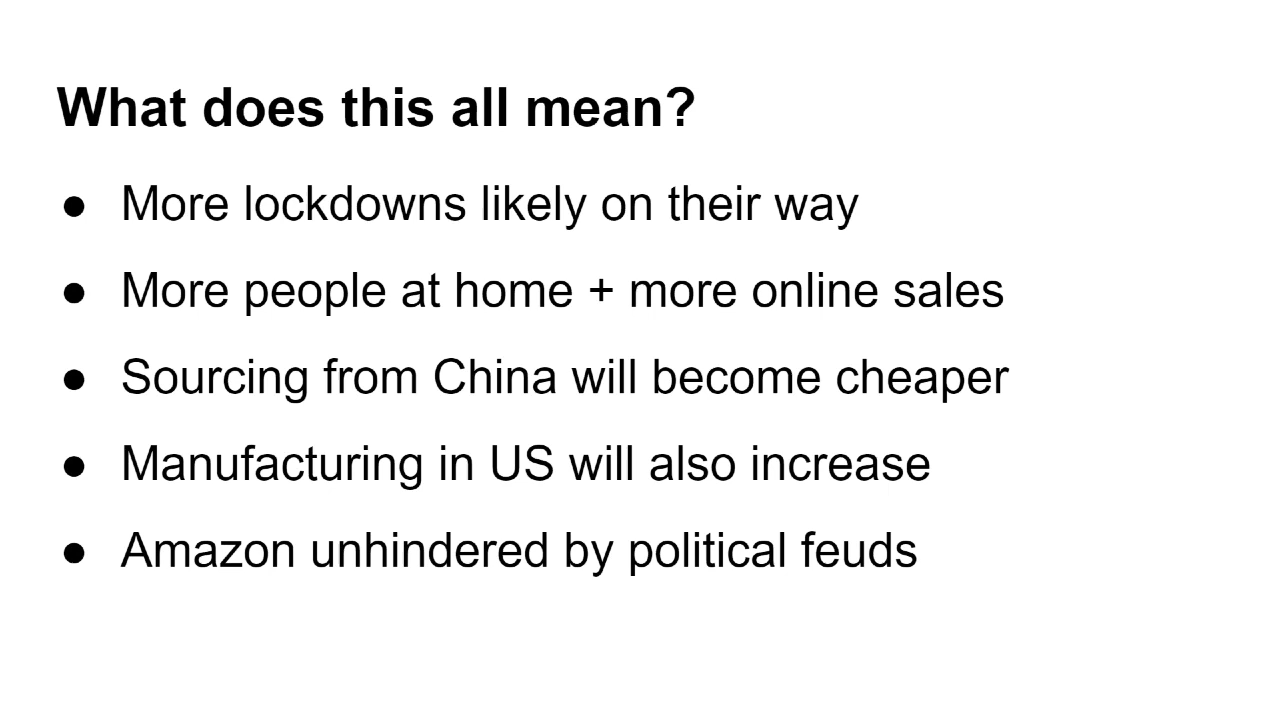 What does this all mean?
● More lockdowns likely on their way
● More people at home + more online sales
● Sourcing from China will become cheaper
● Manufacturing in US will also increase
● Amazon unhindered by political feuds